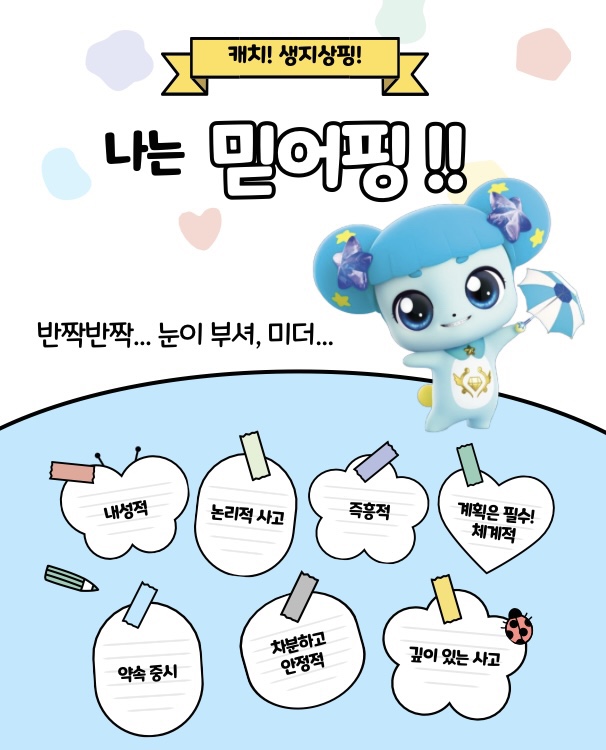 캐치! 생지상핑!
나는 믿어핑!!
반짝반짝... 눈이 부셔, 미더...
내성적
논리적 사고
즉흥적
계획은 필수!
체계적
약속 중시
차분하고
안정적
깊이 있는 사고